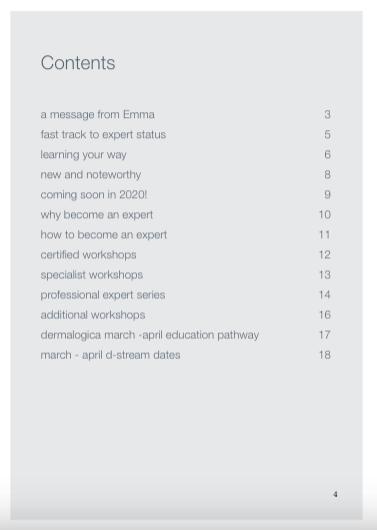 Contents
a message from Emma 3
fast track to expert status 5
learning your way 6
new and noteworthy 8
coming soon in 2020! 9
why become an expert 10
how to become an expert 11
certified workshops 12
specialist workshops 13
professional expert series 14
additional workshops 16
dermalogica march -april education pathway 17
march - april d-stream dates 18
4